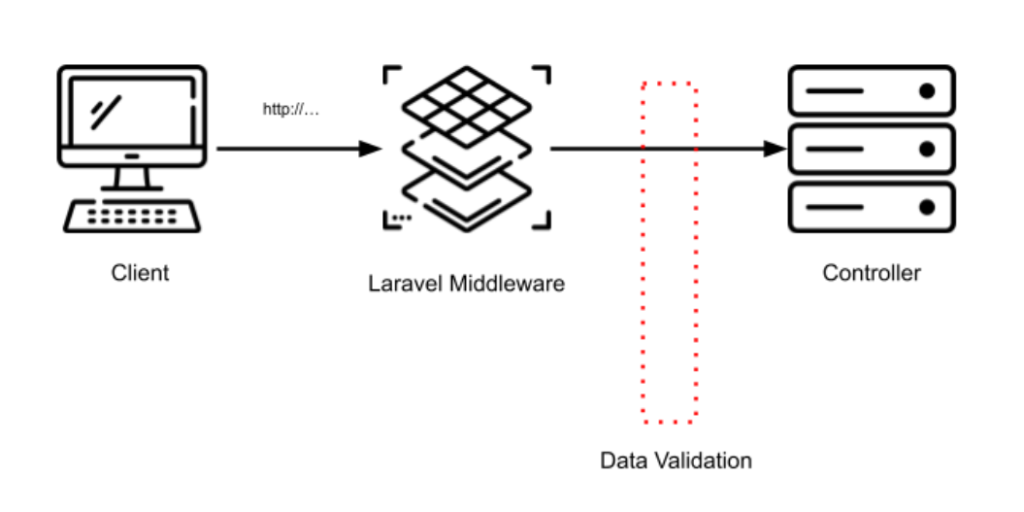 http://...
Client
Laravel Middleware
Controller
Data Validation